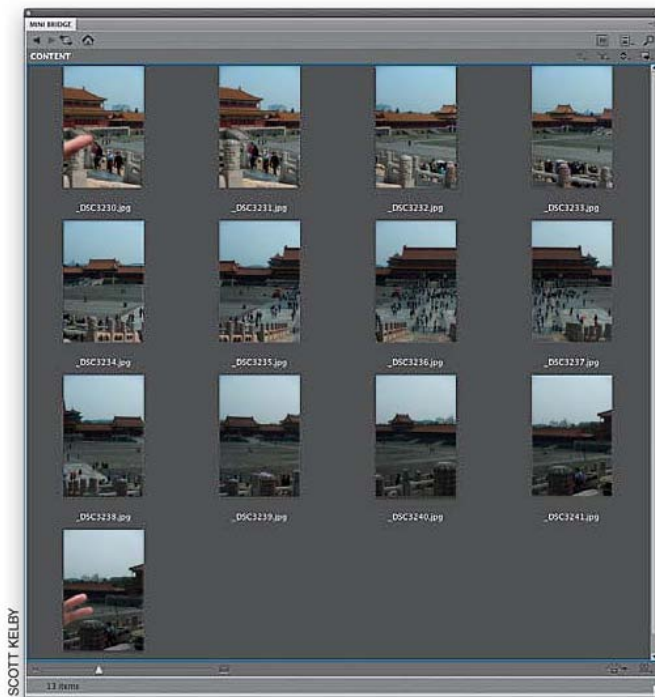 MINI BRIDGE
CONTENT
_DSC3230.jpg
_DSC3231.jpg
_DSC3232.jpg
_DSC3233.jpg
_DSC3234.jpg
_DSC3235.jpg
_DSC3236.jpg
_DSC3237.jpg
_DSC3238.jpg
_DSC3239.jpg
_DSC3240.jpg
_DSC3241.jpg
13 items
SCOTT KELBY